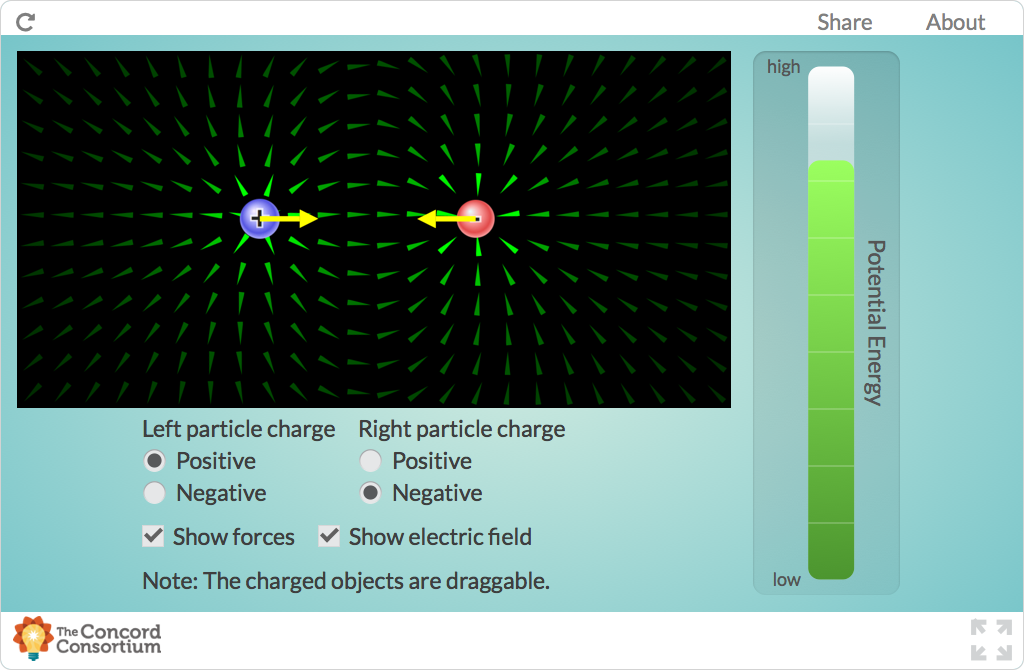 Share About
high
+
Potential Energy
low
Left particle charge Right particle charge
Positive Positive
Negative Negative
Show forces Show electric field
Note: The charged objects are draggable.
The Concord
Consortium